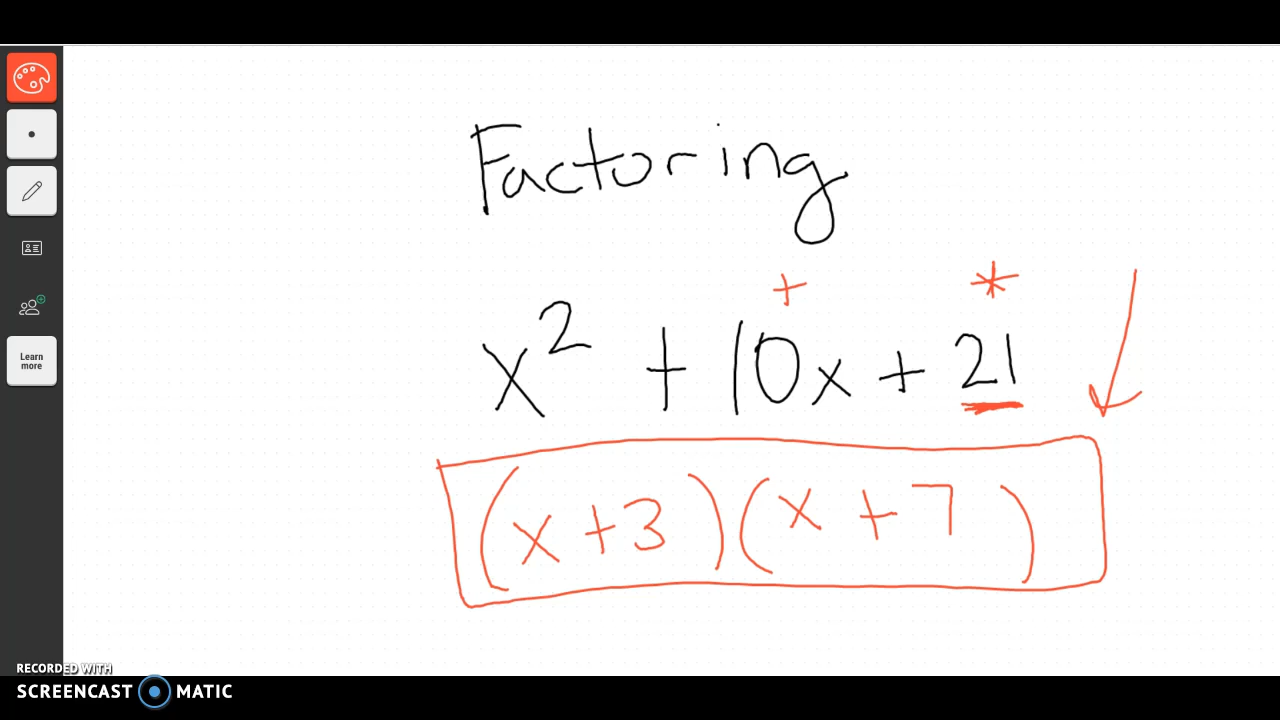 Factoring
+ *
x² + 10x + 21
(x + 3)(x + 7)
Learn more
RECORDED WITH
SCREENCAST MATIC